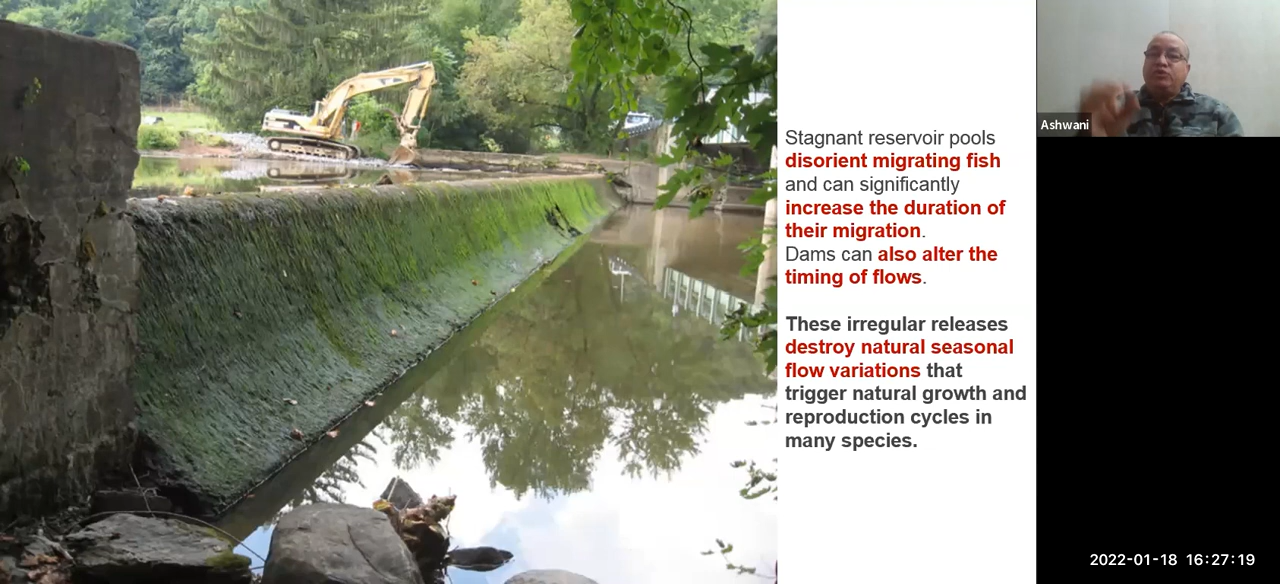 Stagnant reservoir pools
disorient migrating fish
and can significantly
increase the duration of
their migration.
Dams can also alter the
timing of flows.
These irregular releases
destroy natural seasonal
flow variations that
trigger natural growth and
reproduction cycles in
many species.
Ashwani
2022-01-18 16:27:19